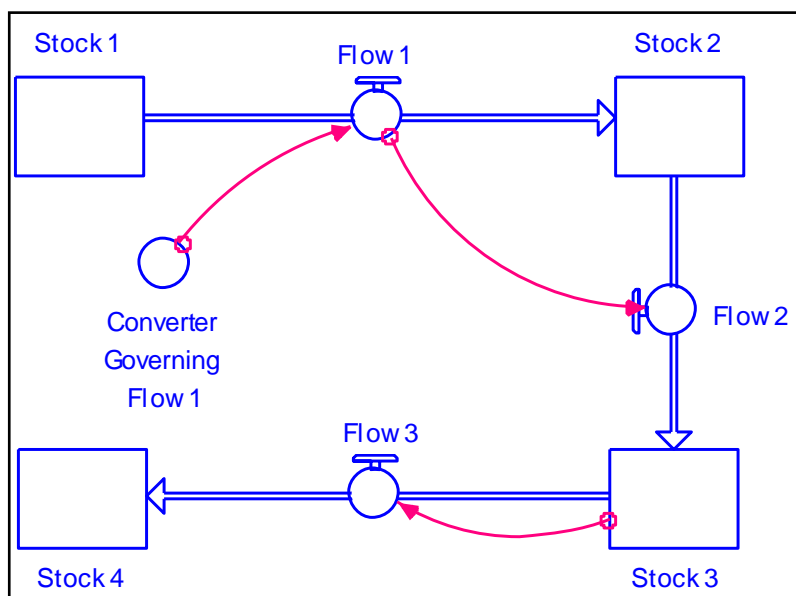 Stock 1
Flow 1
Stock 2
Converter
Governing
Flow 1
Flow 2
Flow 3
Stock 4
Stock 3